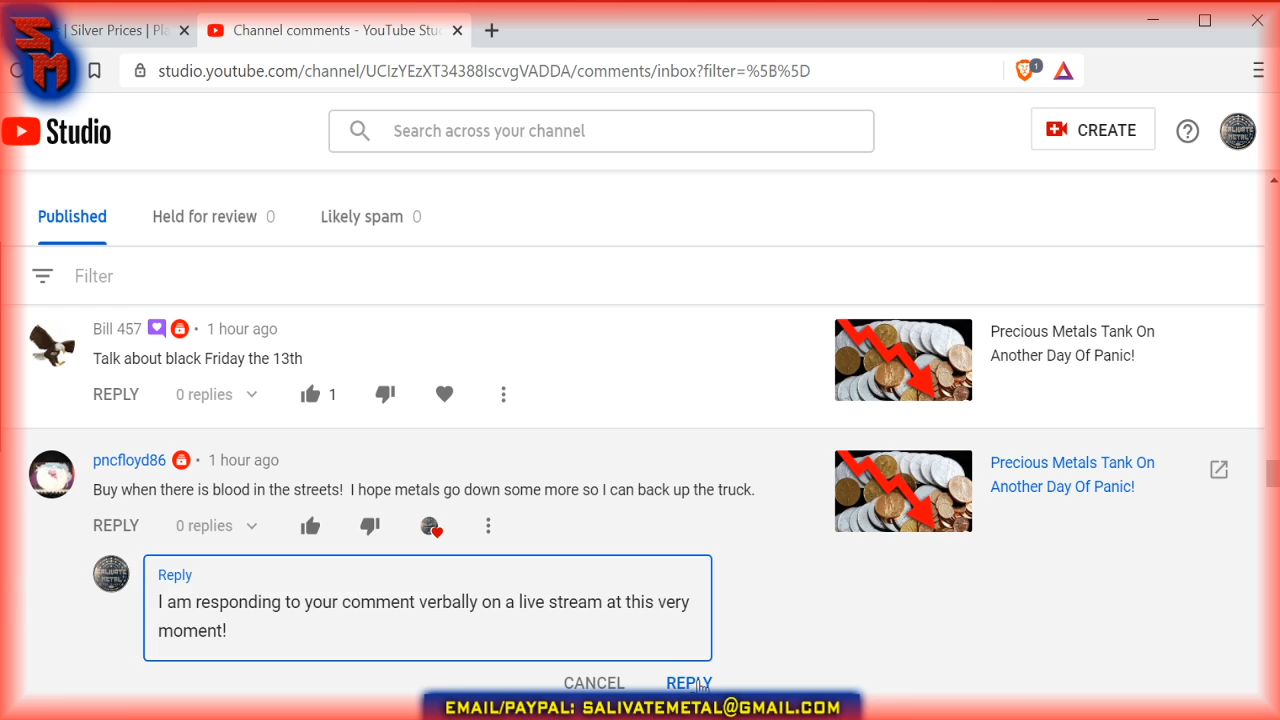 SM
| Silver Prices | Pla
Channel comments - YouTube Stu
studio.youtube.com/channel/UCIzYEzXT34388IscvgVADDA/comments/inbox?filter=%5B%5D
1
Studio
Search across your channel
CREATE
Published
Held for review 0
Likely spam 0
Filter
Bill 457 • 1 hour ago
Talk about black Friday the 13th
REPLY 0 replies 1
Precious Metals Tank On
Another Day Of Panic!
pncfloyd86 • 1 hour ago
Buy when there is blood in the streets! I hope metals go down some more so I can back up the truck.
REPLY 0 replies
Precious Metals Tank On
Another Day Of Panic!
Reply
I am responding to your comment verbally on a live stream at this very
moment!
CANCEL REPLY
EMAIL/PAYPAL: SALIVATEMETAL@GMAIL.COM